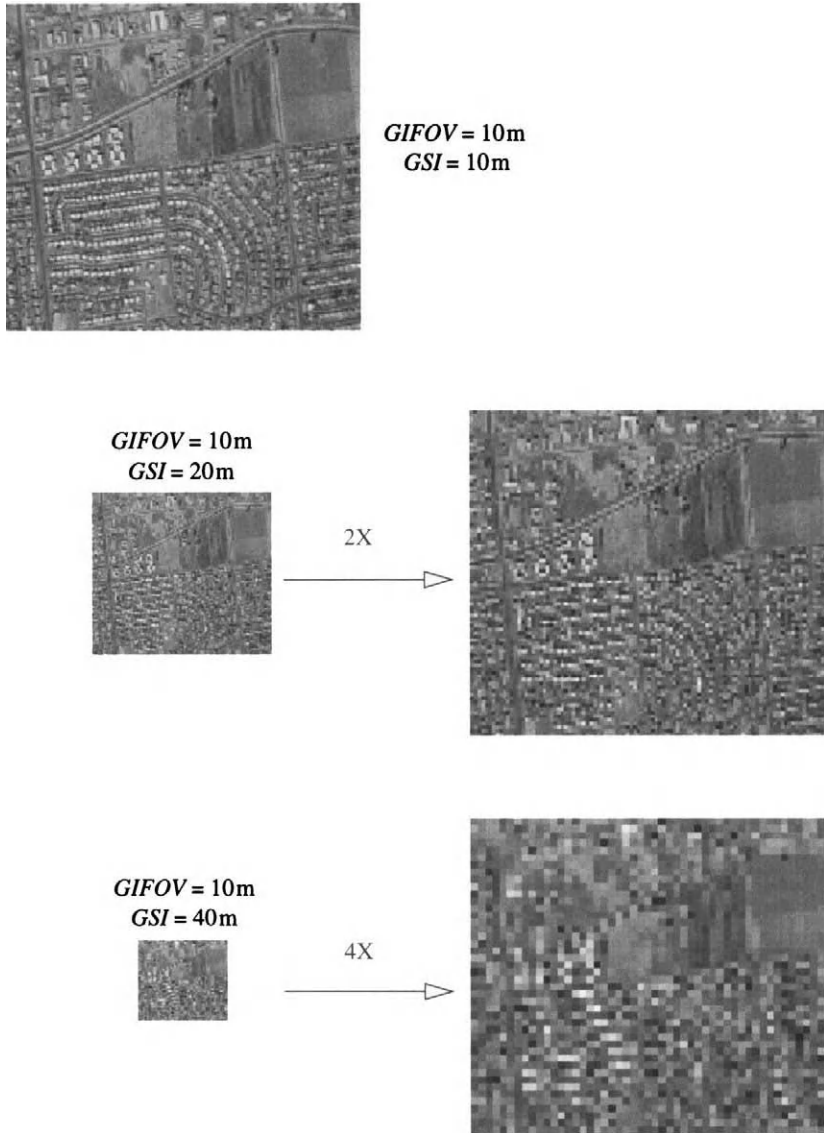 GIFOV = 10m
GSI = 10m
GIFOV = 10m
GSI = 20m
2X
GIFOV = 10m
GSI = 40m
4X